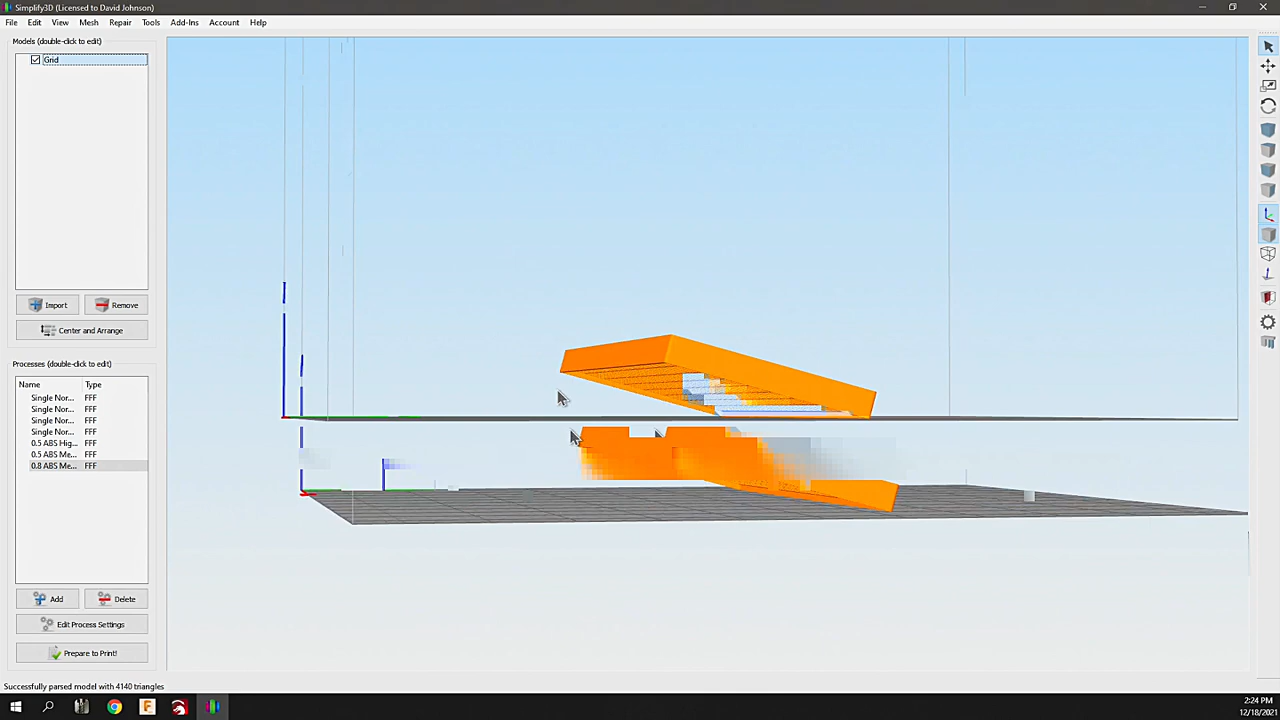 Simplify3D (Licensed to David Johnson)
File Edit View Mesh Repair Tools Add-Ins Account Help
Models (double-click to edit)
Grid
Import Remove
Center and Arrange
Processes (double-click to edit)
Name Type
Single Nor... FFF
Single Nor... FFF
Single Nor... FFF
Single Nor... FFF
0.5 ABS Hig... FFF
0.5 ABS Me... FFF
0.8 ABS Me... FFF
Add Delete
Edit Process Settings
Prepare to Print!
Successfully parsed model with 4140 triangles
2:24 PM
12/18/2021